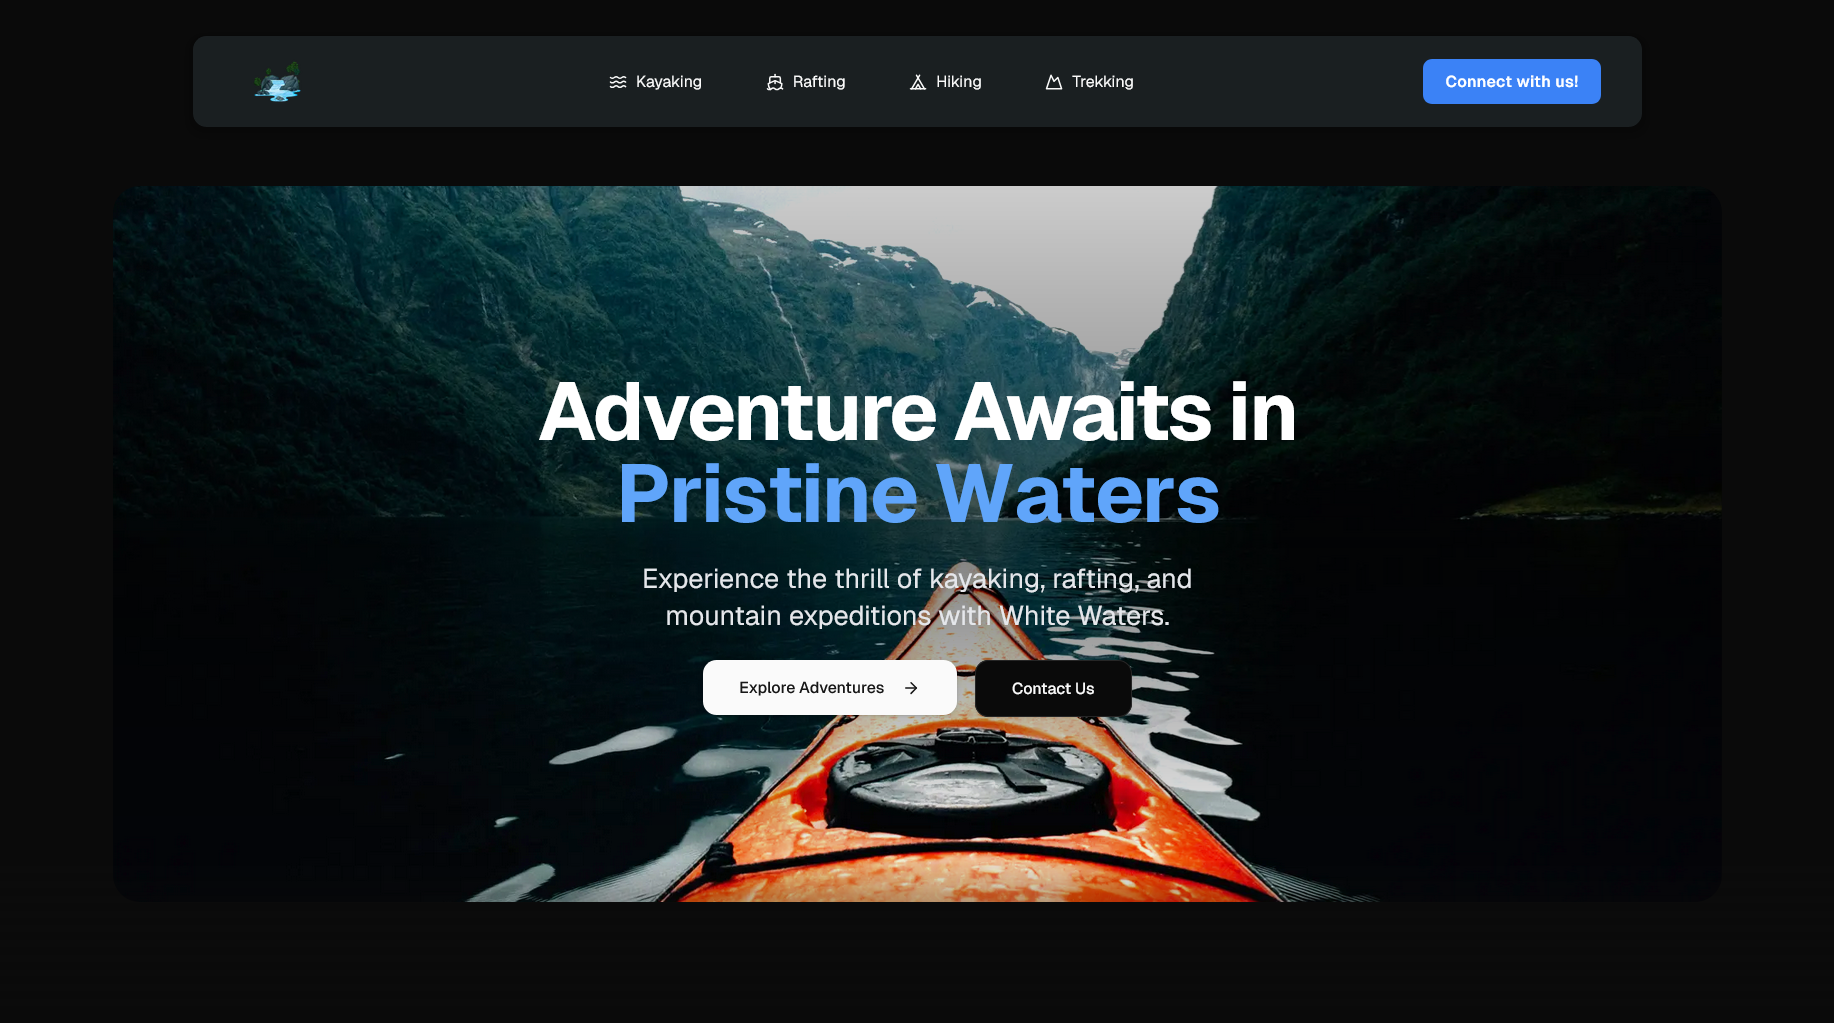 Kayaking
Rafting
Hiking
Trekking
Connect with us!
Adventure Awaits in
Pristine Waters
Experience the thrill of kayaking, rafting, and
mountain expeditions with White Waters.
Explore Adventures
Contact Us